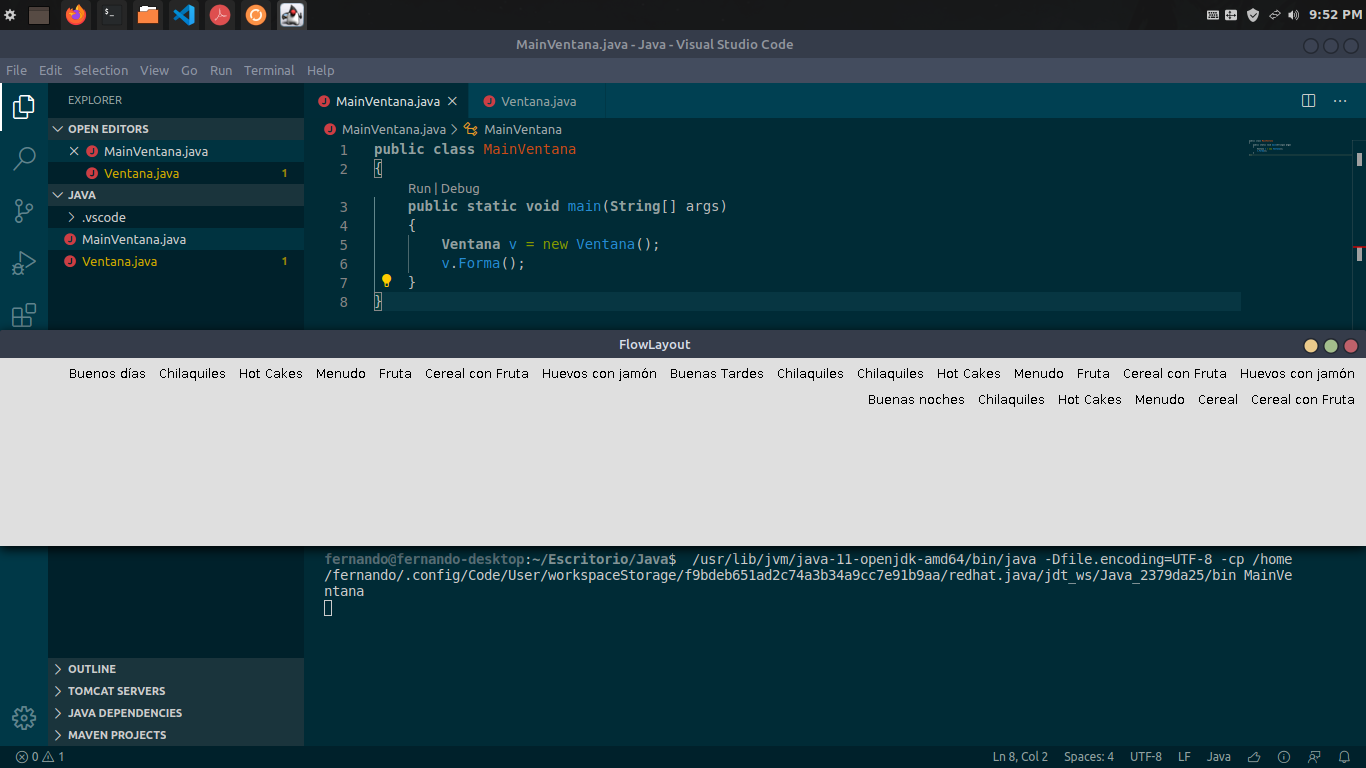 9:52 PM
MainVentana.java - Java - Visual Studio Code
File Edit Selection View Go Run Terminal Help
EXPLORER
OPEN EDITORS
MainVentana.java
Ventana.java 1
JAVA
.vscode
MainVentana.java
Ventana.java 1
MainVentana.java Ventana.java
MainVentana.java > MainVentana
1 public class MainVentana
2 {
Run | Debug
3 public static void main(String[] args)
4 {
5 Ventana v = new Ventana();
6 v.Forma();
7 }
8 }
FlowLayout
Buenos días Chilaquiles Hot Cakes Menudo Fruta Cereal con Fruta Huevos con jamón Buenas Tardes Chilaquiles Chilaquiles Hot Cakes Menudo Fruta Cereal con Fruta Huevos con jamón
Buenas noches Chilaquiles Hot Cakes Menudo Cereal Cereal con Fruta
fernando@fernando-desktop:~/Escritorio/Java$ /usr/lib/jvm/java-11-openjdk-amd64/bin/java -Dfile.encoding=UTF-8 -cp /home
/fernando/.config/Code/User/workspaceStorage/f9bdeb651ad2c74a3b34a9cc7e91b9aa/redhat.java/jdt_ws/Java_2379da25/bin MainVe
ntana
OUTLINE
TOMCAT SERVERS
JAVA DEPENDENCIES
MAVEN PROJECTS
0 1 Ln 8, Col 2 Spaces: 4 UTF-8 LF Java